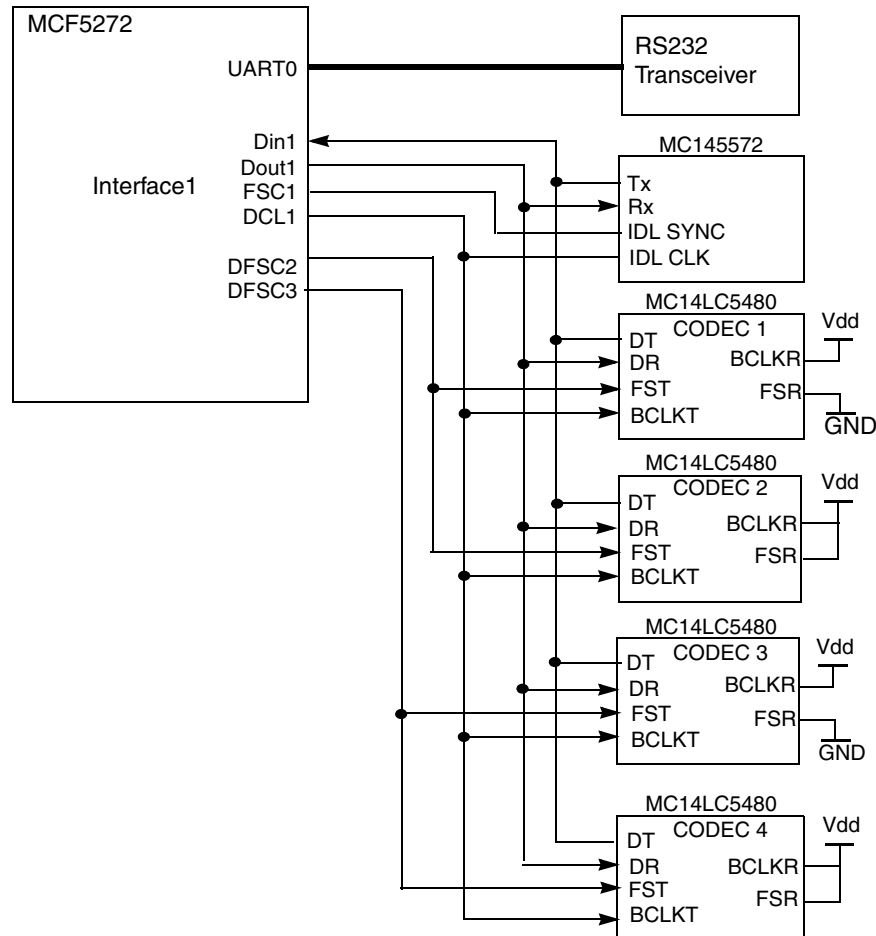 MCF5272
UART0
RS232
Transceiver
Din1
Dout1
Interface1
FSC1
DCL1
DFSC2
DFSC3
MC145572
Tx
Rx
IDL SYNC
IDL CLK
MC14LC5480
CODEC 1
DT
DR
FST
BCLKT
BCLKR
FSR
Vdd
GND
MC14LC5480
CODEC 2
DT
DR
FST
BCLKT
BCLKR
FSR
Vdd
MC14LC5480
CODEC 3
DT
DR
FST
BCLKT
BCLKR
FSR
Vdd
GND
MC14LC5480
CODEC 4
DT
DR
FST
BCLKT
BCLKR
FSR
Vdd